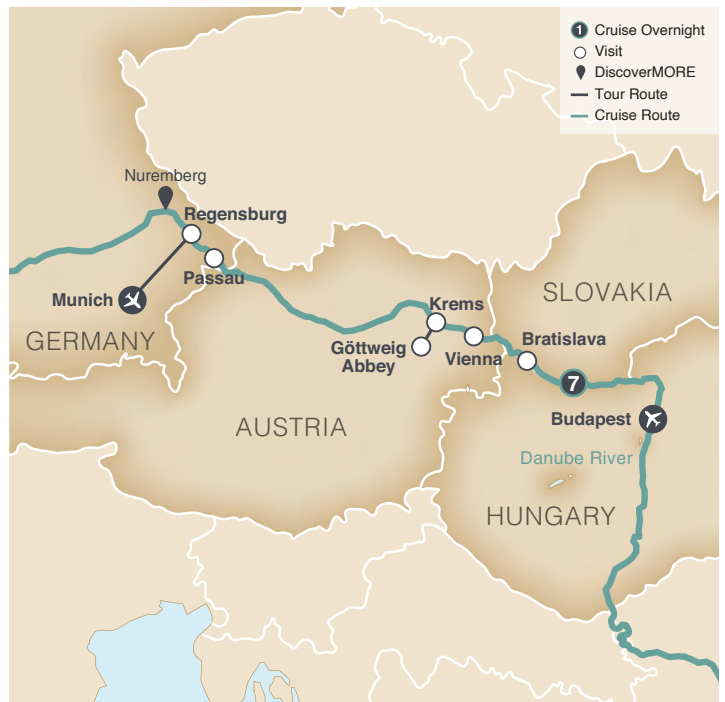 1 Cruise Overnight
Visit
DiscoverMORE
Tour Route
Cruise Route
Nuremberg
Regensburg
Passau
Munich
GERMANY
Krems
Göttweig
Abbey
Vienna
Bratislava
SLOVAKIA
7
Budapest
AUSTRIA
Danube River
HUNGARY